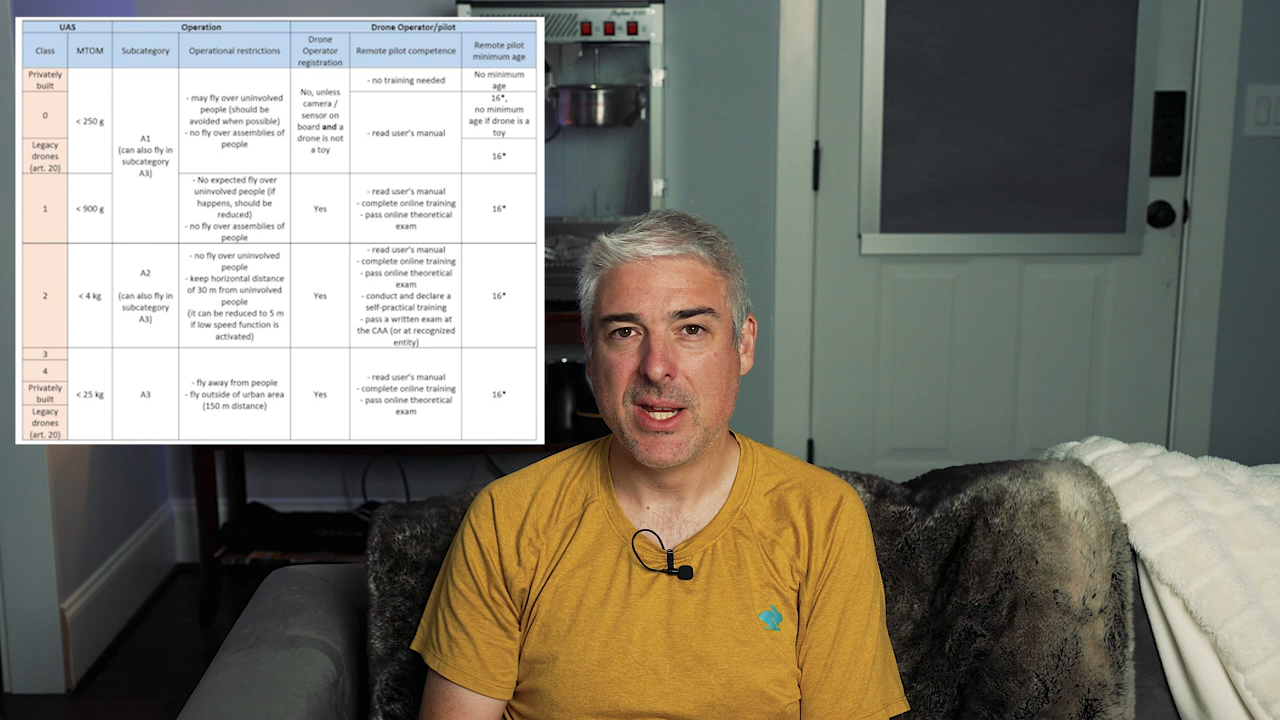 UAS Operation Drone Operator/pilot
Class MTOM Subcategory Operational restrictions Drone Operator registration Remote pilot competence Remote pilot minimum age
Privately built
< 250 g
A1 (can also fly in subcategory A3)
- may fly over uninvolved people (should be avoided when possible)
- no fly over assemblies of people
No, unless camera / sensor on board and a drone is not a toy
- no training needed
No minimum age
0
- read user's manual
16*, no minimum age if drone is a toy
Legacy drones (art. 20)
16*
1
< 900 g
- No expected fly over uninvolved people (if happens, should be reduced)
- no fly over assemblies of people
Yes
- read user's manual
- complete online training
- pass online theoretical exam
16*
2
< 4 kg
A2
(can also fly in subcategory A3)
- no fly over uninvolved people
- keep horizontal distance of 30 m from uninvolved people
(it can be reduced to 5 m if low speed function is activated)
Yes
- read user's manual
- complete online training
- pass online theoretical exam
- conduct and declare a self-practical training
- pass a written exam at the CAA (or at recognized entity)
16*
3
4
Privately built
Legacy drones (art. 20)
< 25 kg
A3
- fly away from people
- fly outside of urban area (150 m distance)
Yes
- read user's manual
- complete online training
- pass online theoretical exam
16*